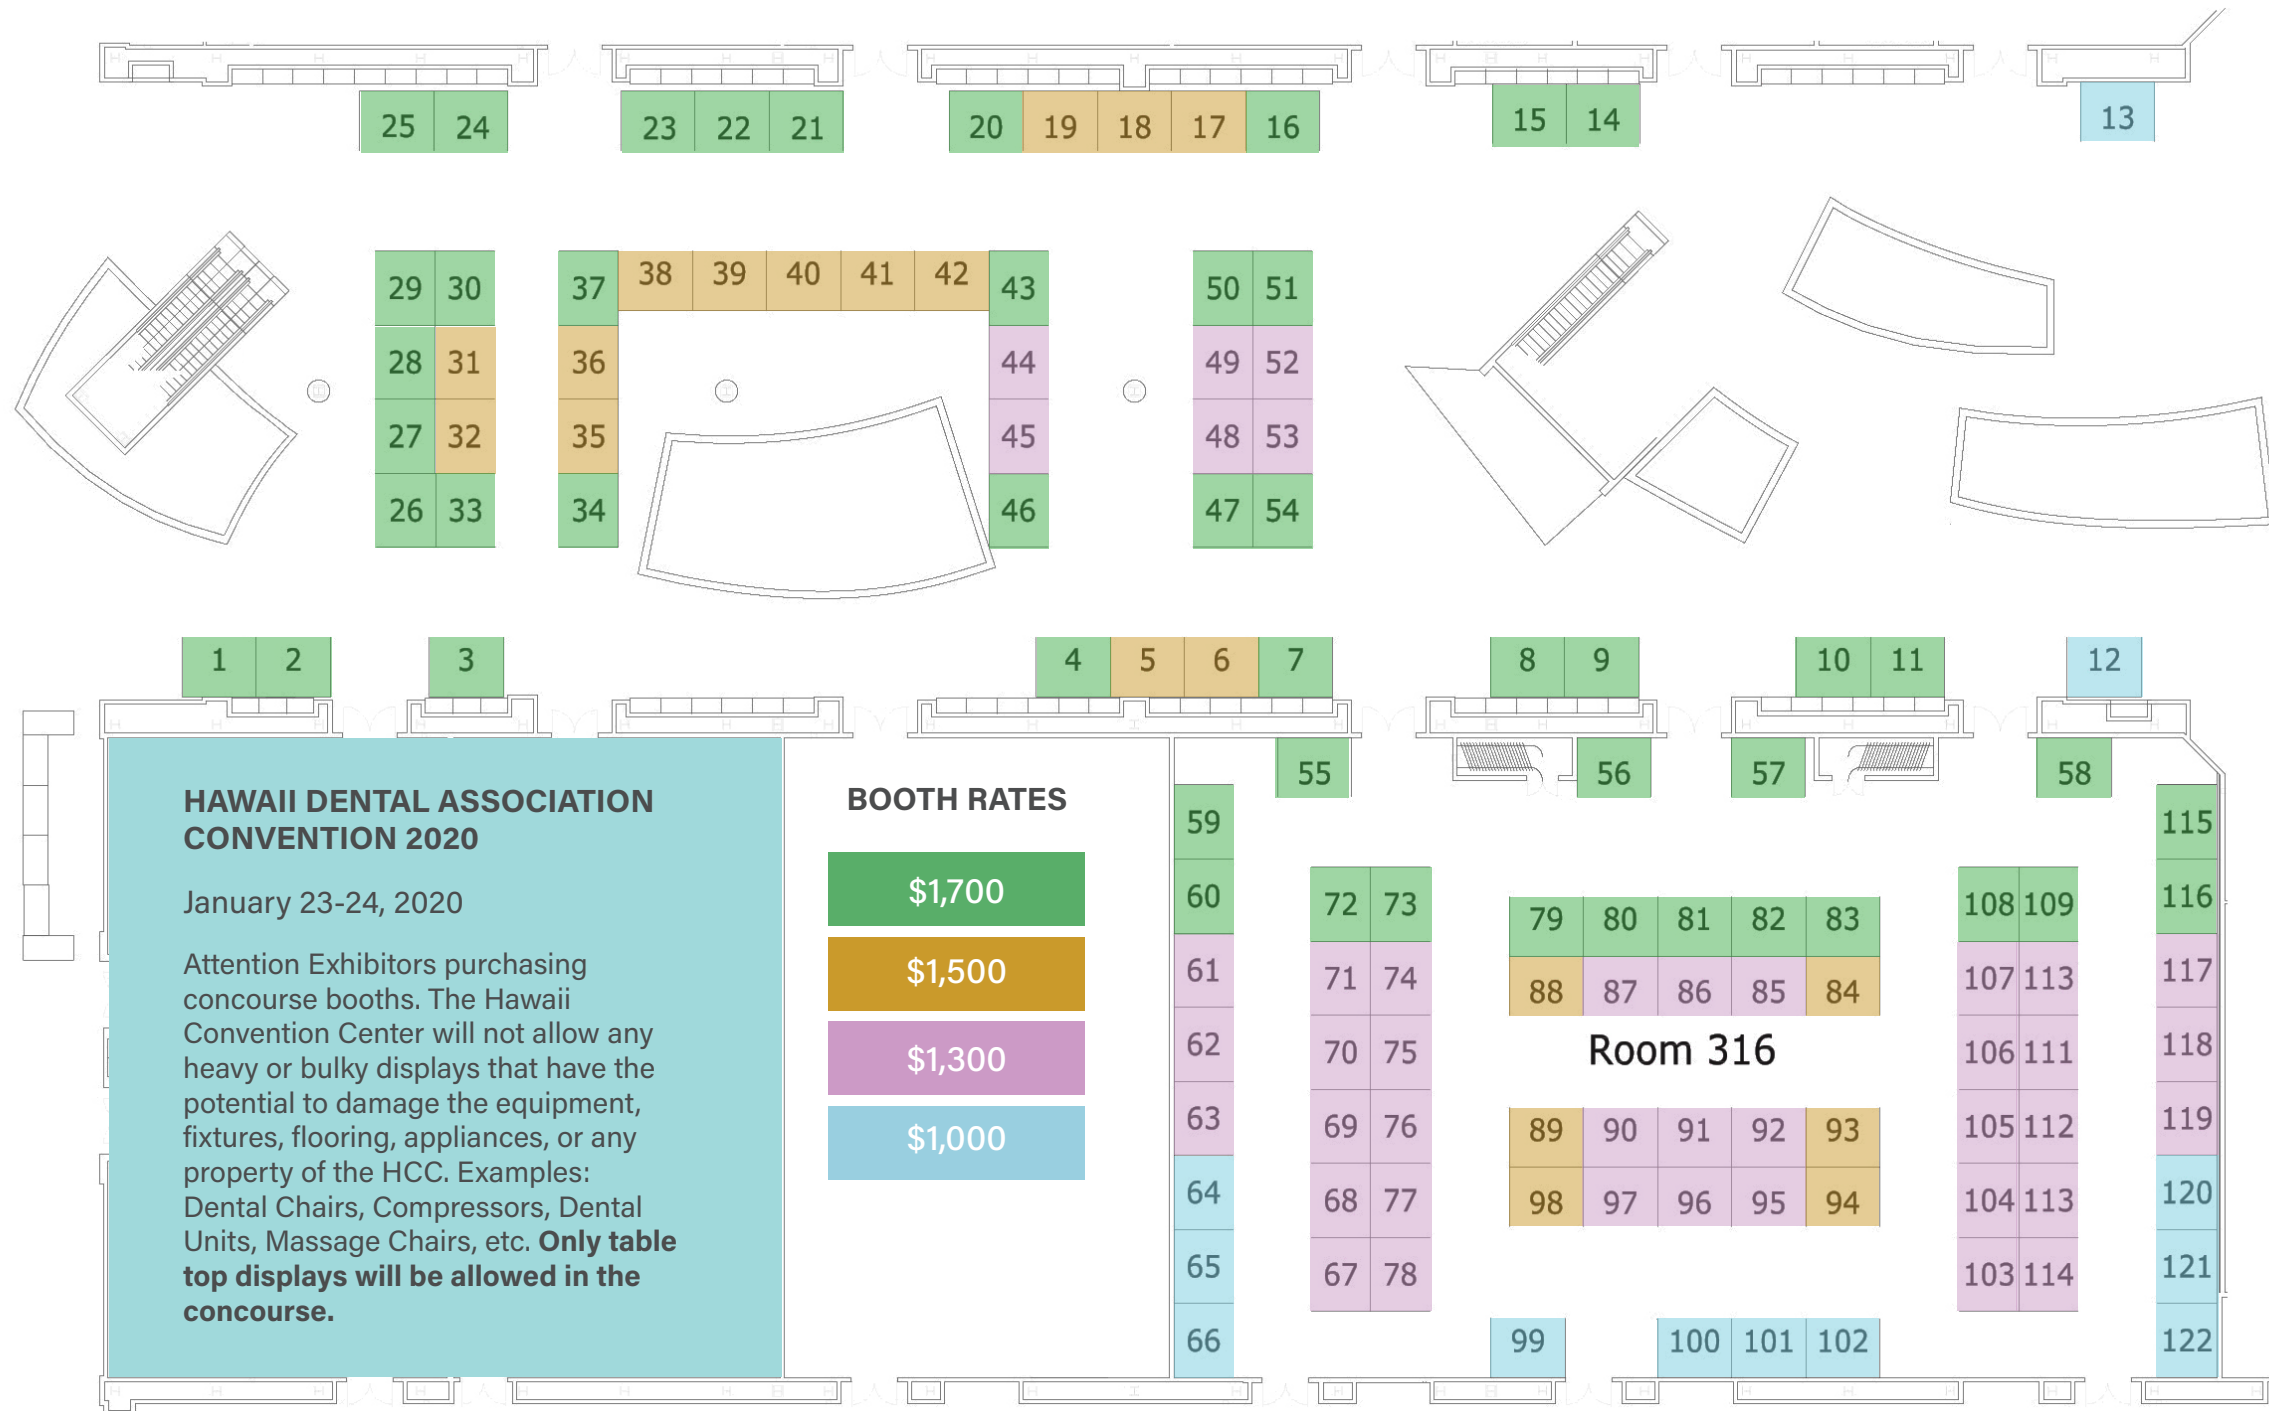 25 24 23 22 21 20 19 18 17 16 15 14 13
29 30 37 38 39 40 41 42 43 50 51
28 31 36 44 49 52
27 32 35 45 48 53
26 33 34 46 47 54
1 2 3 4 5 6 7 8 9 10 11 12
55 56 57 58
HAWAII DENTAL ASSOCIATION
CONVENTION 2020
January 23-24, 2020
Attention Exhibitors purchasing
concourse booths. The Hawaii
Convention Center will not allow any
heavy or bulky displays that have the
potential to damage the equipment,
fixtures, flooring, appliances, or any
property of the HCC. Examples:
Dental Chairs, Compressors, Dental
Units, Massage Chairs, etc. Only table
top displays will be allowed in the
concourse.
BOOTH RATES
$1,700
$1,500
$1,300
$1,000
59 115
60 72 73 79 80 81 82 83 108 109 116
61 71 74 88 87 86 85 84 107 113 117
62 70 75 Room 316 106 111 118
63 69 76 89 90 91 92 93 105 112 119
64 68 77 98 97 96 95 94 104 113 120
65 67 78 103 114 121
66 99 100 101 102 122